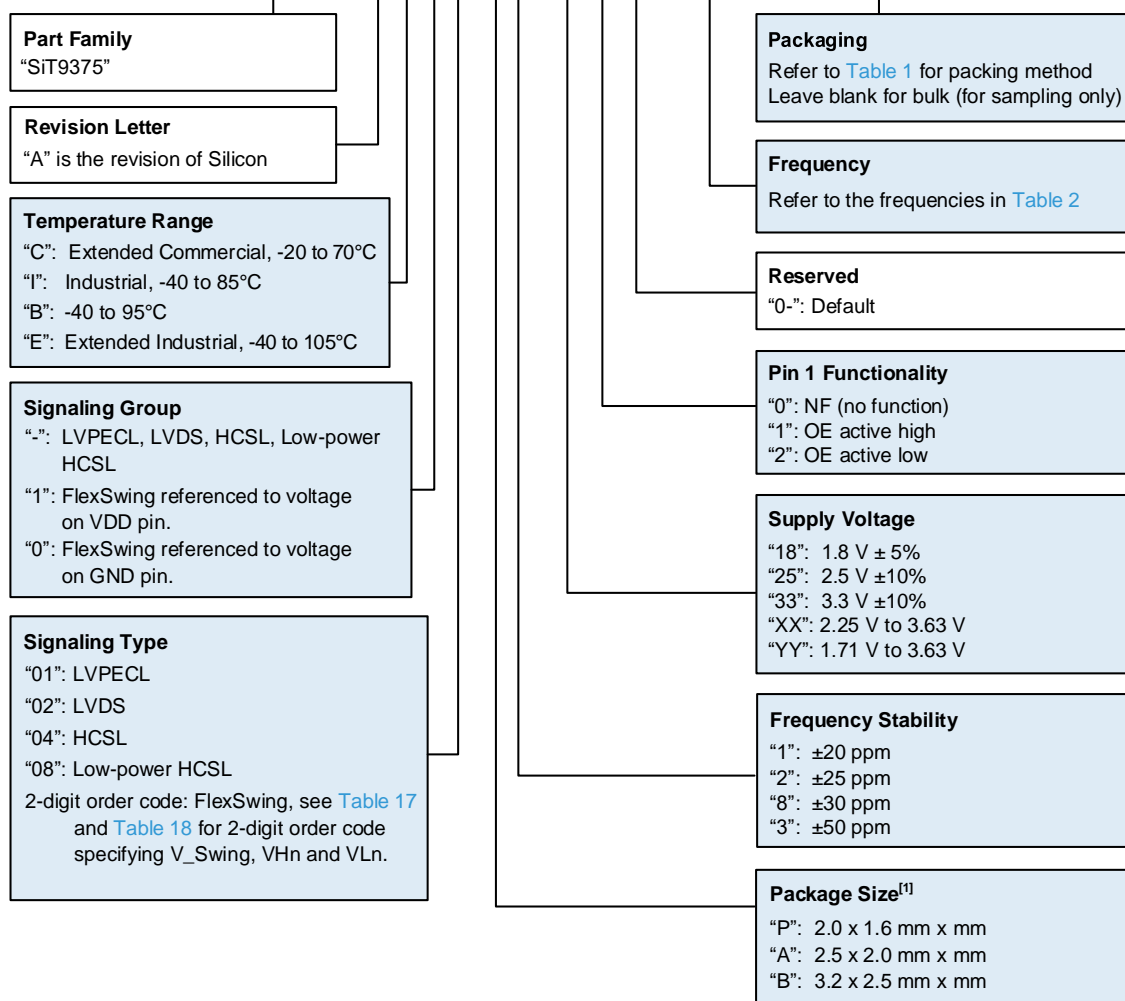 Part Family
“SiT9375”
Revision Letter
“A” is the revision of Silicon
Temperature Range
“C”: Extended Commercial, -20 to 70°C
“I”: Industrial, -40 to 85°C
“B”: -40 to 95°C
“E”: Extended Industrial, -40 to 105°C
Signaling Group
“-”: LVPECL, LVDS, HCSL, Low-power
HCSL
“1”: FlexSwing referenced to voltage
on VDD pin.
“0”: FlexSwing referenced to voltage
on GND pin.
Signaling Type
“01”: LVPECL
“02”: LVDS
“04”: HCSL
“08”: Low-power HCSL
2-digit order code: FlexSwing, see Table 17
and Table 18 for 2-digit order code
specifying V_Swing, VHn and VLn.
Packaging
Refer to Table 1 for packing method
Leave blank for bulk (for sampling only)
Frequency
Refer to the frequencies in Table 2
Reserved
“0-”: Default
Pin 1 Functionality
“0”: NF (no function)
“1”: OE active high
“2”: OE active low
Supply Voltage
“18”: 1.8 V ± 5%
“25”: 2.5 V ±10%
“33”: 3.3 V ±10%
“XX”: 2.25 V to 3.63 V
“YY”: 1.71 V to 3.63 V
Frequency Stability
“1”: ±20 ppm
“2”: ±25 ppm
“8”: ±30 ppm
“3”: ±50 ppm
Package Size[1]
“P”: 2.0 x 1.6 mm x mm
“A”: 2.5 x 2.0 mm x mm
“B”: 3.2 x 2.5 mm x mm